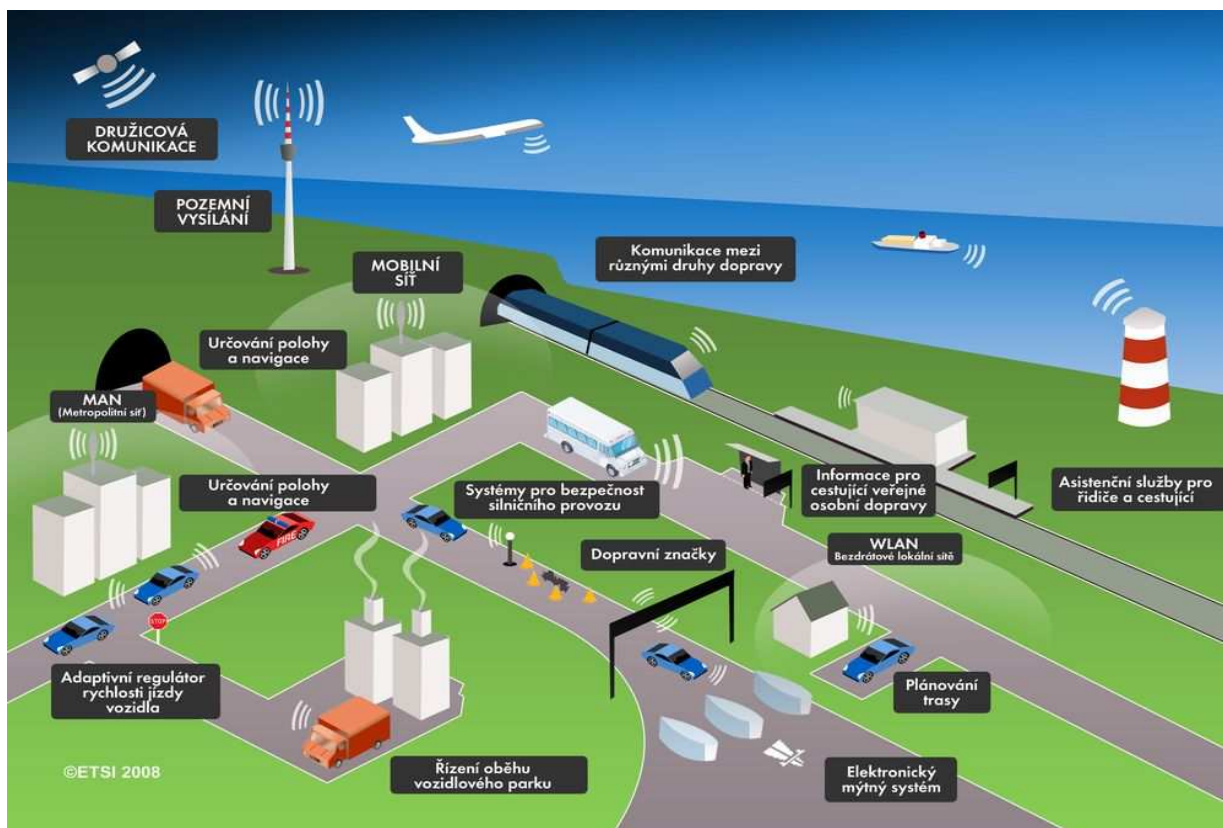 DRUŽICOVÁ
KOMUNIKACE
POZEMNÍ
VYSÍLÁNÍ
MOBILNÍ
SÍŤ
Komunikace mezi
různými druhy dopravy
Určování polohy
a navigace
MAN
(Metropolitní síť)
Určování polohy
a navigace
Systémy pro bezpečnost
silničního provozu
Informace pro
cestující veřejné
osobní dopravy
Asistenční služby pro
řidiče a cestující
FIRE
Dopravní značky
WLAN
Bezdrátové lokální sítě
STOP
Adaptivní regulátor
rychlosti jízdy
vozidla
Plánování
trasy
©ETSI 2008
Řízení oběhu
vozidlového parku
Elektronický
mýtný systém